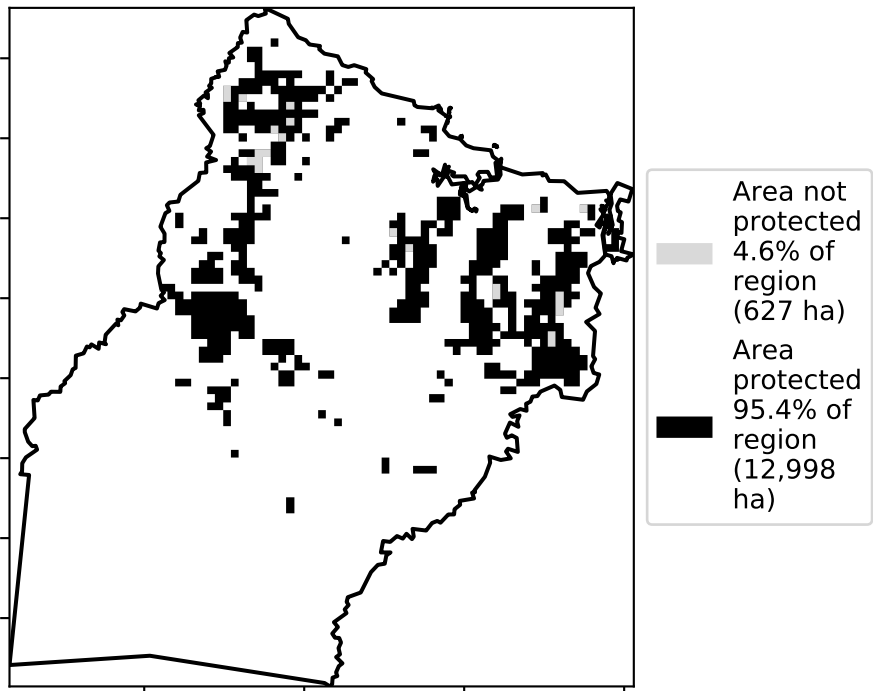 Area not
protected
4.6% of
region
(627 ha)
Area
protected
95.4% of
region
(12,998
ha)